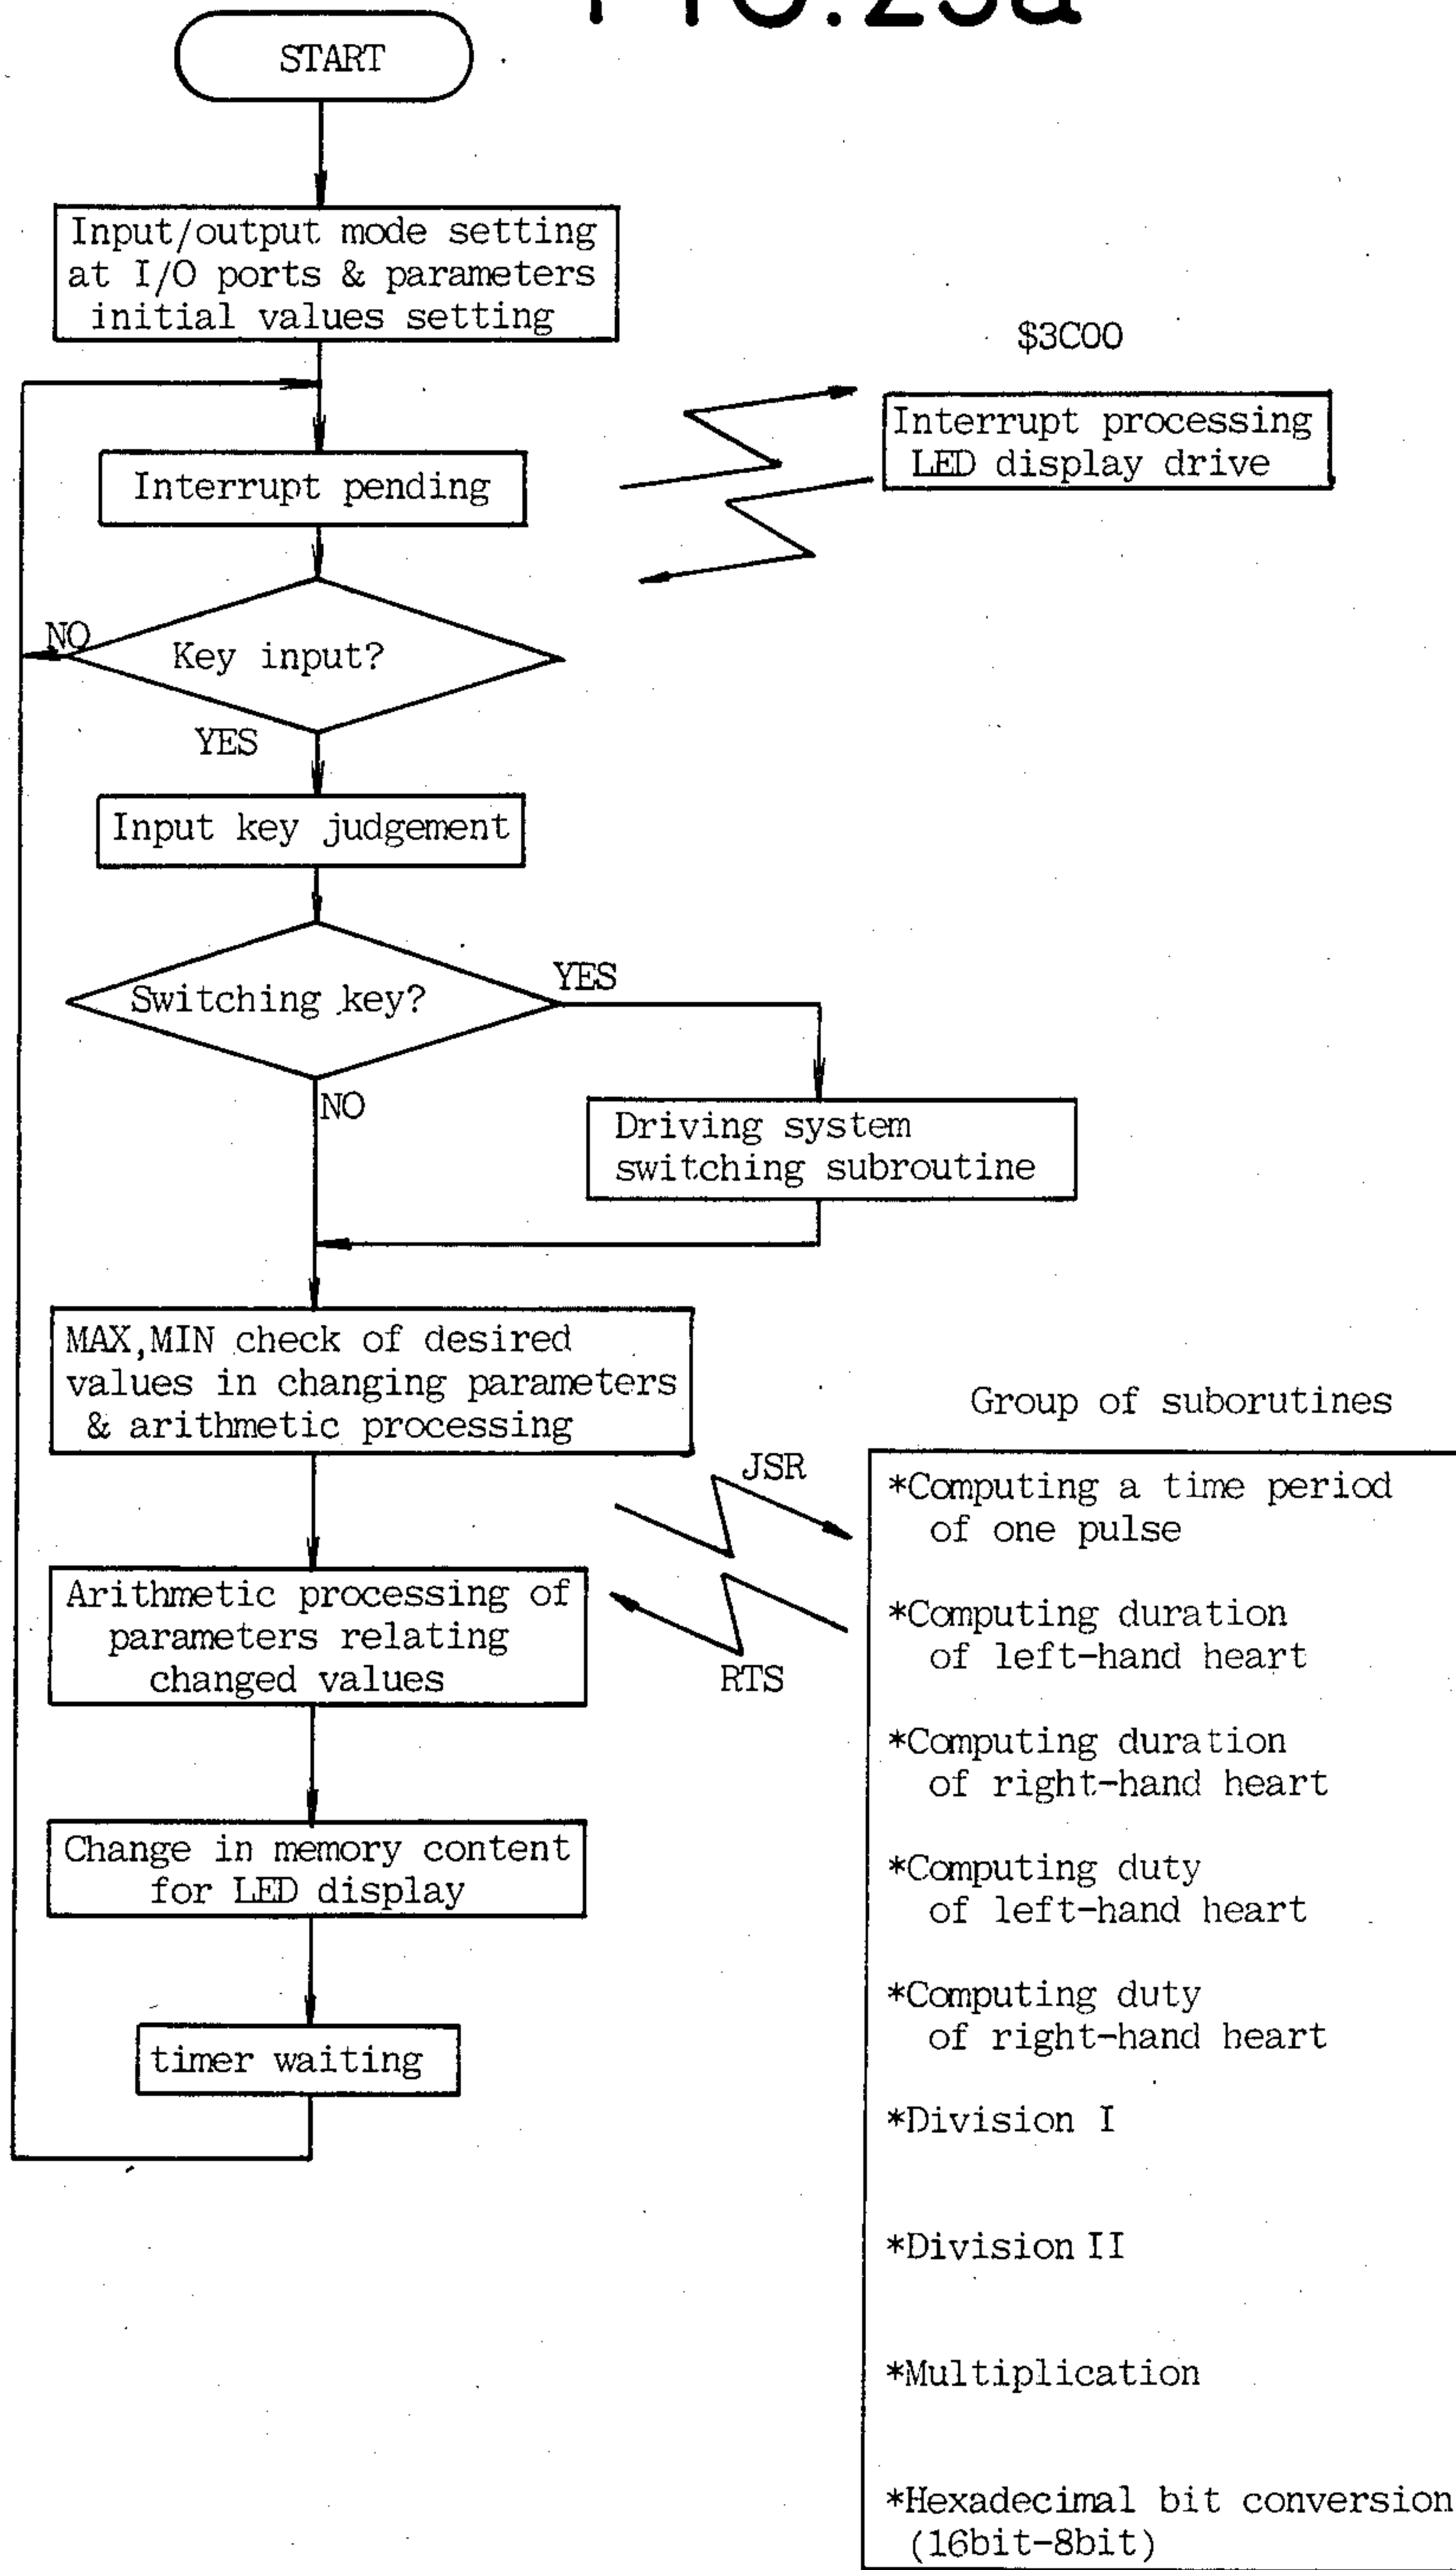 FIG.23a
START
Input/output mode setting
at I/O ports & parameters
initial values setting
$3C00
Interrupt processing
LED display drive
Interrupt pending
NO
Key input?
YES
Input key judgement
Switching key?
YES
NO
Driving system
switching subroutine
MAX,MIN check of desired
values in changing parameters
& arithmetic processing
JSR
RTS
Arithmetic processing of
parameters relating
changed values
Change in memory content
for LED display
timer waiting
Group of suborutines
*Computing a time period
of one pulse
*Computing duration
of left-hand heart
*Computing duration
of right-hand heart
*Computing duty
of left-hand heart
*Computing duty
of right-hand heart
*Division I
*Division II
*Multiplication
*Hexadecimal bit conversion
(16bit-8bit)